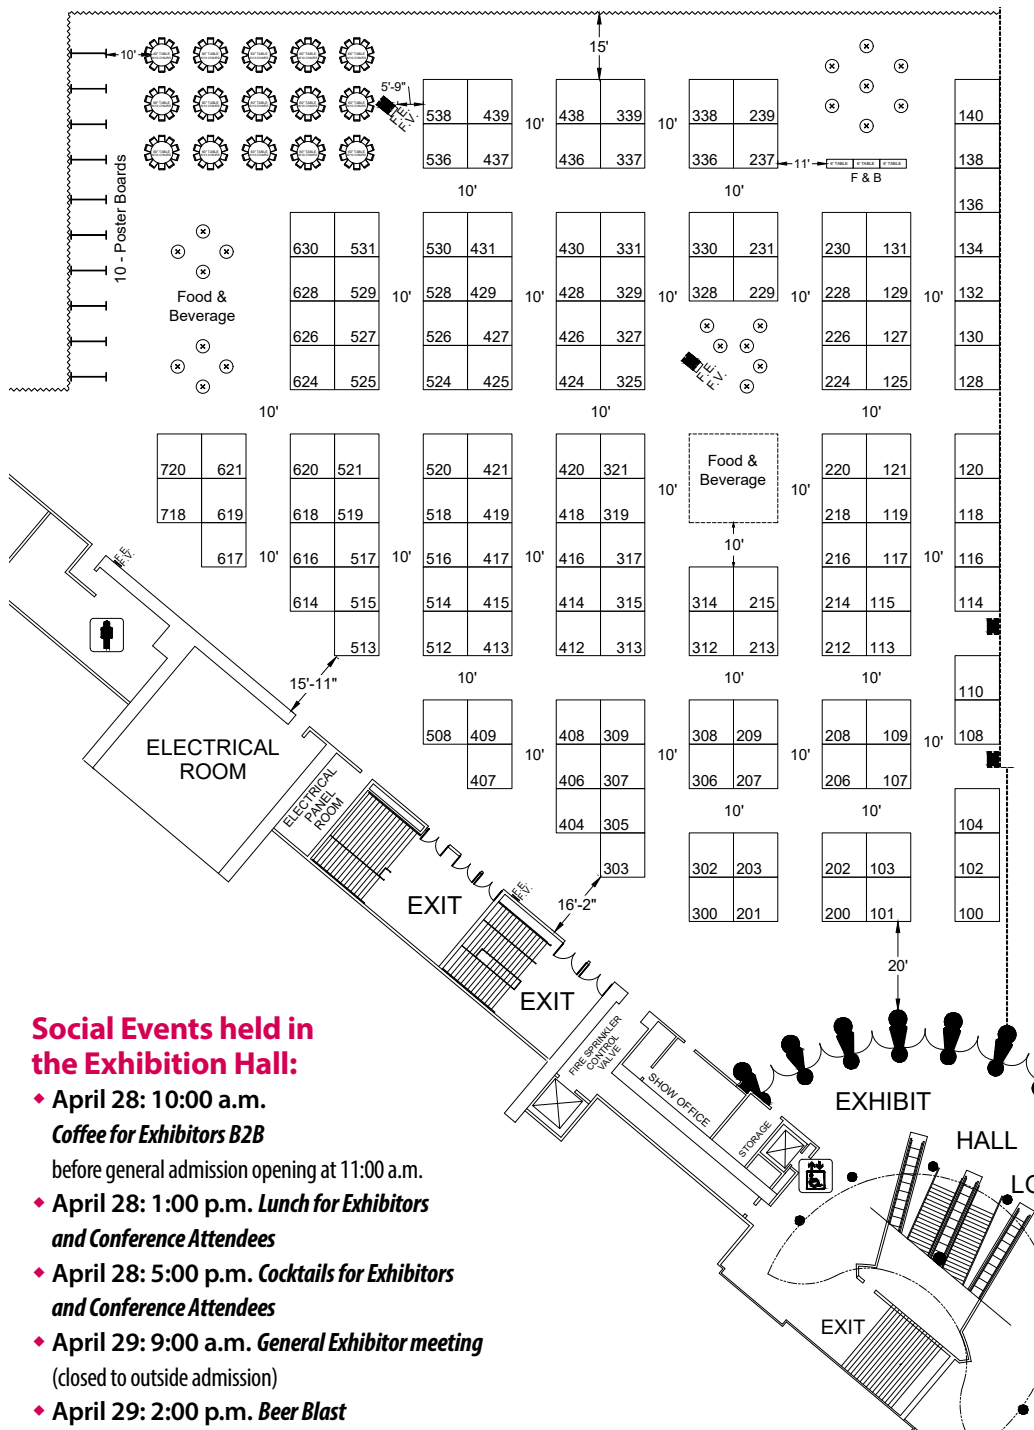 15'
10'
5'-9"
F.E.
F.V.
538 439 10' 438 339 10' 338 239 140
536 437 436 337 336 237 11' 6' TABLE 6' TABLE 6' TABLE 138
F & B
10 - Poster Boards
10' 10' 136
630 531 530 431 430 331 330 231 230 131 134
628 529 10' 528 429 10' 428 329 10' 328 229 10' 228 129 10' 132
Food &
Beverage
626 527 526 427 426 327 226 127 130
F.E.
F.V.
624 525 524 425 424 325 224 125 128
10' 10' 10'
720 621 620 521 520 421 420 321 220 121 120
Food &
Beverage
10' 10'
718 619 618 519 518 419 418 319 218 119 118
10'
F.E.
F.V.
617 10' 616 517 10' 516 417 10' 416 317 216 117 10' 116
614 515 514 415 414 315 314 215 214 115 114
513 512 413 412 313 312 213 212 113
15'-11"
10' 10' 10' 110
508 409 408 309 308 209 208 109 108
ELECTRICAL
ROOM
10' 10' 10' 10'
407 406 307 306 207 206 107
ELECTRICAL
PANEL
ROOM
404 305 10' 10' 104
303 302 203 202 103 102
F.E.
F.V.
EXIT
16'-2"
300 201 200 101 100
20'
EXIT
FIRE SPRINKLER
CONTROL
VALVE
SHOW OFFICE
STORAGE
EXHIBIT
HALL
LO
EXIT
Social Events held in
the Exhibition Hall:
April 28: 10:00 a.m.
Coffee for Exhibitors B2B
before general admission opening at 11:00 a.m.
April 28: 1:00 p.m. Lunch for Exhibitors
and Conference Attendees
April 28: 5:00 p.m. Cocktails for Exhibitors
and Conference Attendees
April 29: 9:00 a.m. General Exhibitor meeting
(closed to outside admission)
April 29: 2:00 p.m. Beer Blast